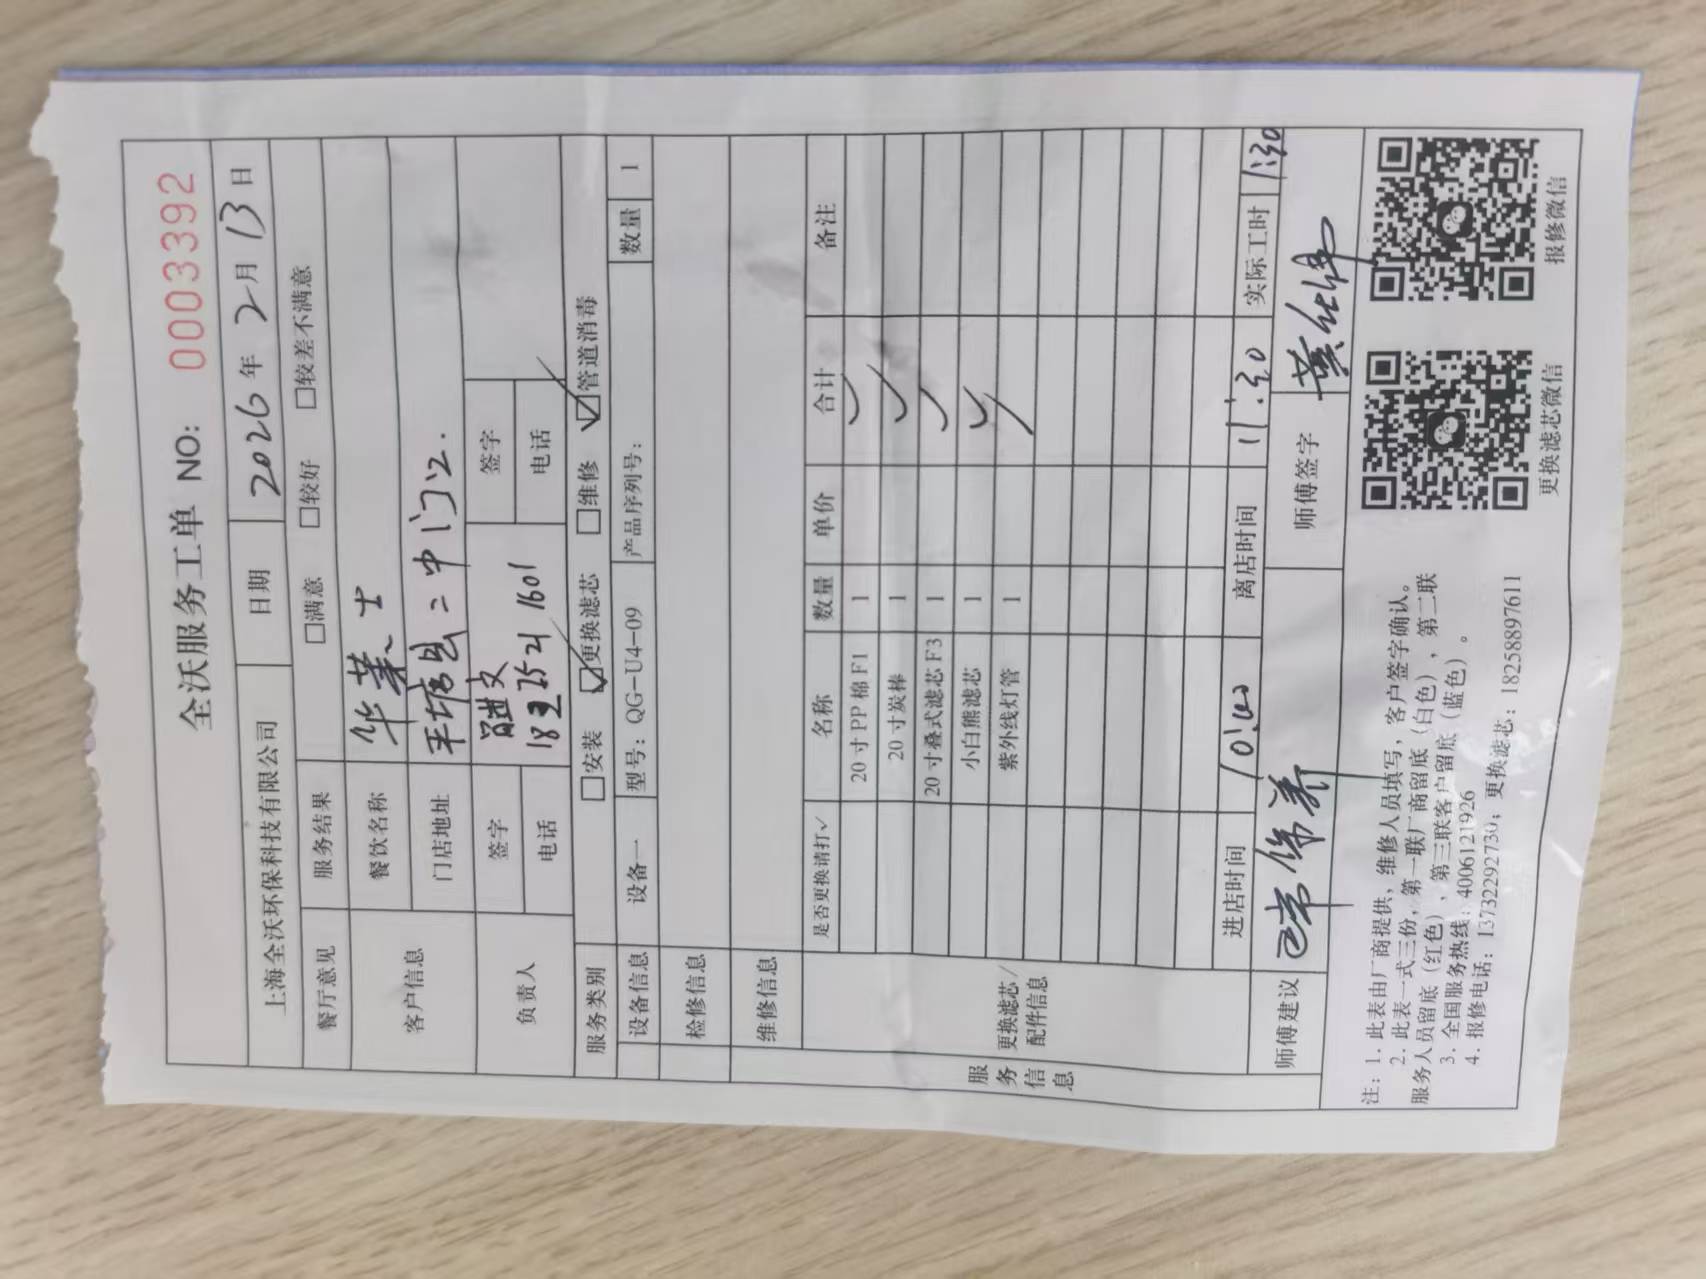 全沃服务工单 NO: 0003392
上海全沃环保科技有限公司 日期 2026年2月13日
餐厅意见 服务结果 □满意 □较好 □较差不满意
客户信息 餐饮名称 华莱士
门店地址 平塘县二中门口.
负责人 签字 签字
电话 电话
服务类别 □安装 ☑更换滤芯 □维修 ☑管道消毒
设备信息 设备一 型号: QG-U4-09 产品序列号: 数量 1
检修信息
维修信息
服务信息
更换滤芯/配件信息
是否更换请打✓ 名称 数量 单价 合计 备注
20寸PP棉F1 1 ✓
20寸炭棒 1 ✓
20寸叠式滤芯F3 1 ✓
小白熊滤芯 1 ✓
紫外线灯管 1 ✓
进店时间 离店时间 11:30 实际工时 1:30
师傅建议 正常保养 师傅签字
注: 1. 此表由厂商提供, 维修人员填写, 客户签字确认。
2. 此表一式三份, 第一联厂商留底（白色）, 第二联
服务人员留底（红色）、第三联客户留底（蓝色）。
3. 全国服务热线: 4006121926
4. 报修电话: 13732292730; 更换滤芯: 18258897611
更换滤芯微信 报修微信